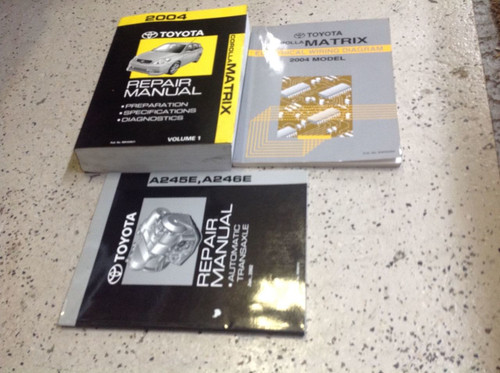 2004
TOYOTA
REPAIR
MANUAL
• PREPARATION
• SPECIFICATIONS
• DIAGNOSTICS
VOLUME 1
COROLLA
MATRIX
TOYOTA
COROLLA MATRIX
ELECTRICAL WIRING DIAGRAM
2004 MODEL
A245E, A246E
TOYOTA
REPAIR
MANUAL
• AUTOMATIC
TRANSAXLE